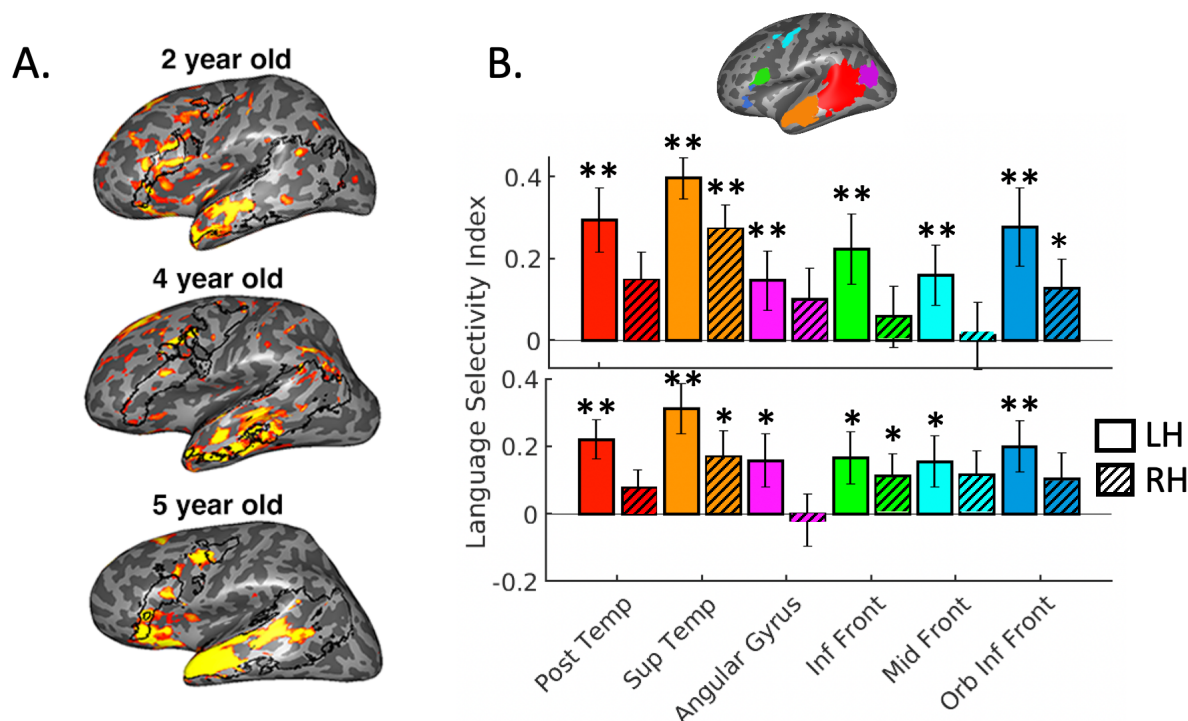 A.
2 year old
4 year old
5 year old
B.
Language Selectivity Index
0.4
0.2
0
** ** ** ** ** ** ** *
0.4
0.2
0
-0.2
** ** * * * * * **
LH
RH
Post Temp
Sup Temp
Angular Gyrus
Inf Front
Mid Front
Orb Inf Front